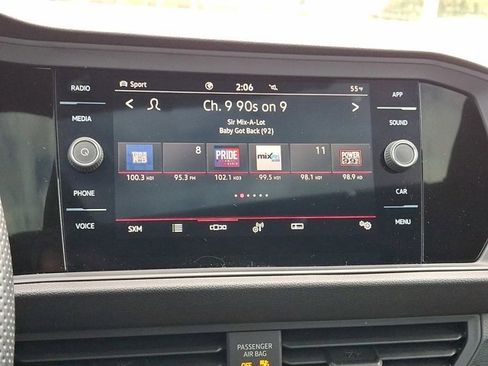 RADIO
Sport
2:06
55°F
APP
Ch. 9 90s on 9
MEDIA
SOUND
Sir Mix-A-Lot
Baby Got Back (92)
8
PRIDE
mix
11
POWER
100.3 HD1
95.3 FM
102.1 HD3
99.5 HD1
98.1 HD1
98.9 HD
PHONE
CAR
VOICE
SXM
MENU
PASSENGER
AIR BAG
OFF